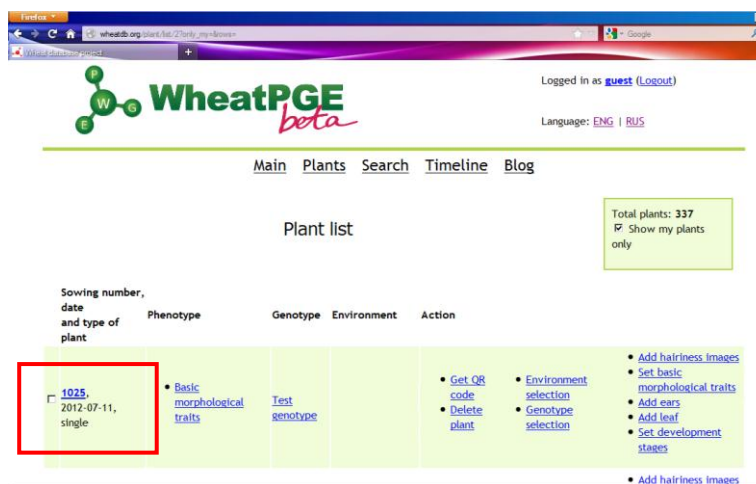 Firefox
wheatdb.org/plant/list/2?only_my=&rows=
Google
Wheat database project
+
P
W
G
E
WheatPGE
beta
Logged in as guest (Logout)
Language: ENG | RUS
Main Plants Search Timeline Blog
Plant list
Total plants: 337
Show my plants
only
Sowing number,
date
and type of
plant
Phenotype
Genotype
Environment
Action
1025,
2012-07-11,
single
Basic
morphological
traits
Test
genotype
Get QR
code
Delete
plant
Environment
selection
Genotype
selection
Add hairiness images
Set basic
morphological traits
Add ears
Add leaf
Set development
stages
Add hairiness images